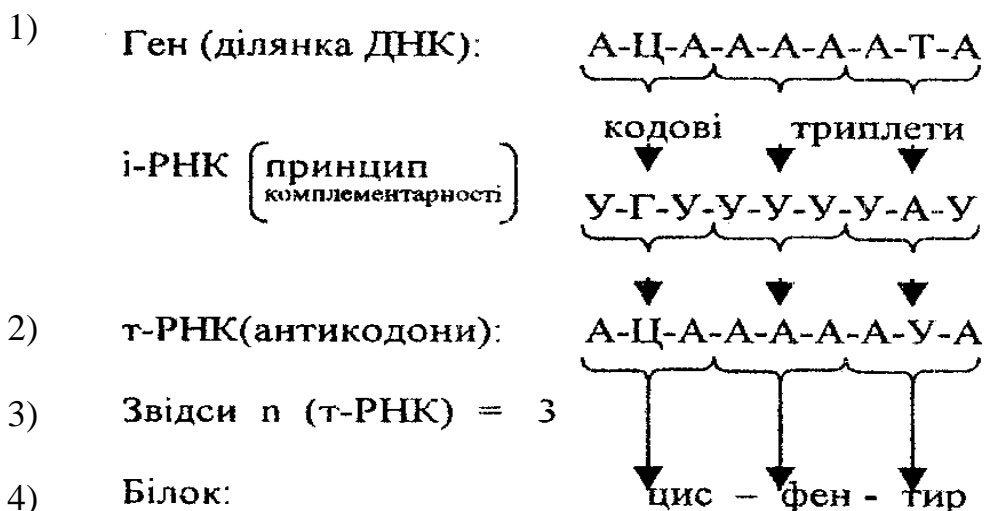 1) Ген (ділянка ДНК): А-Ц-А-А-А-А-А-Т-А
кодові триплети
і-РНК (принцип комплементарності)
У-Г-У-У-У-У-У-А-У
2) т-РНК(антикодони): А-Ц-А-А-А-А-А-У-А
3) Звідси n (т-РНК) = 3
4) Білок: цис – фен - тир